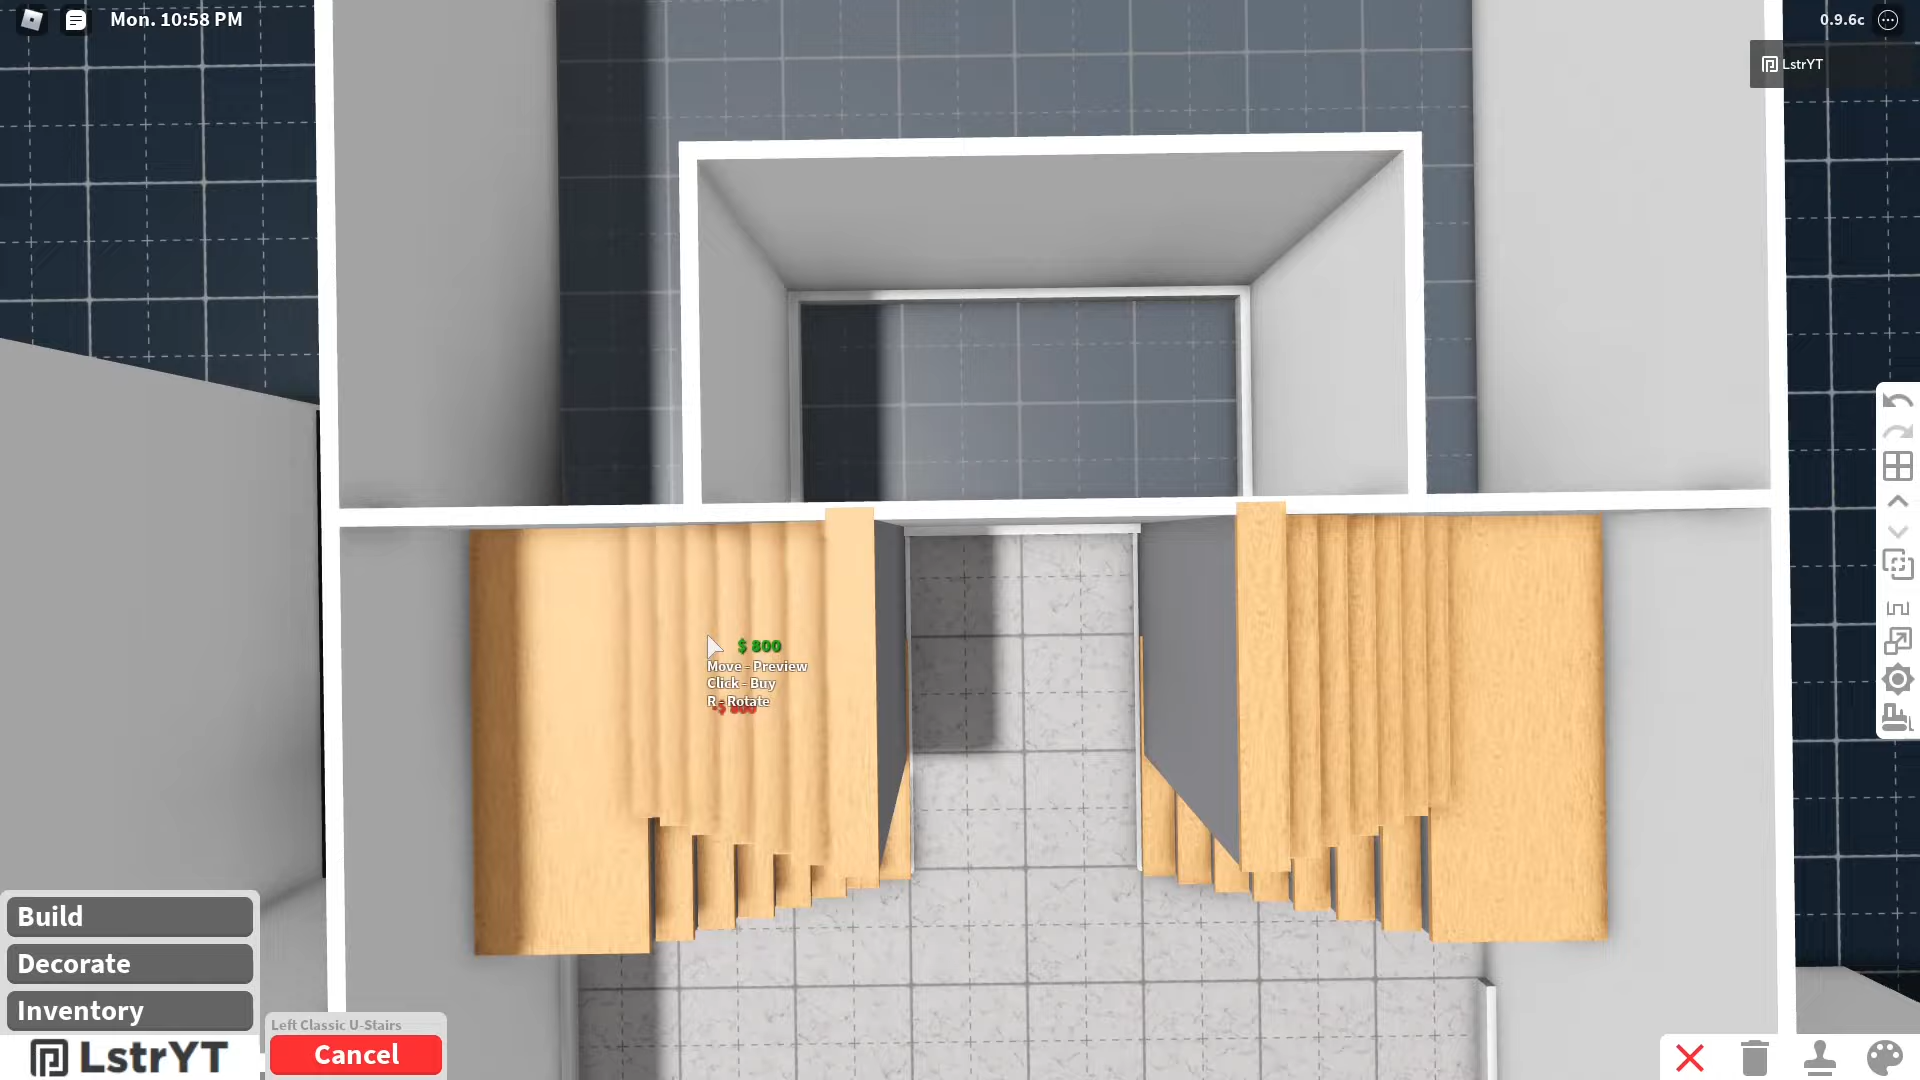 Mon. 10:58 PM
0.9.6c
LstrYT
$ 800
Move - Preview
Click - Buy
R - Rotate
Build
Decorate
Inventory
LstrYT
Left Classic U-Stairs
Cancel